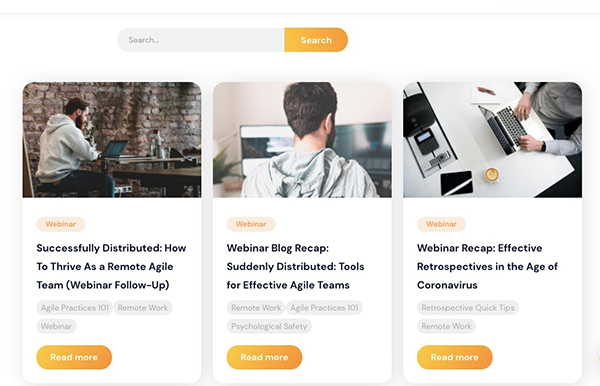 Search...
Search
Webinar
Successfully Distributed: How
To Thrive As a Remote Agile
Team (Webinar Follow-Up)
Agile Practices 101 Remote Work
Webinar
Read more
Webinar
Webinar Blog Recap:
Suddenly Distributed: Tools
for Effective Agile Teams
Remote Work Agile Practices 101
Psychological Safety
Read more
Webinar
Webinar Recap: Effective
Retrospectives in the Age of
Coronavirus
Retrospective Quick Tips
Remote Work
Read more